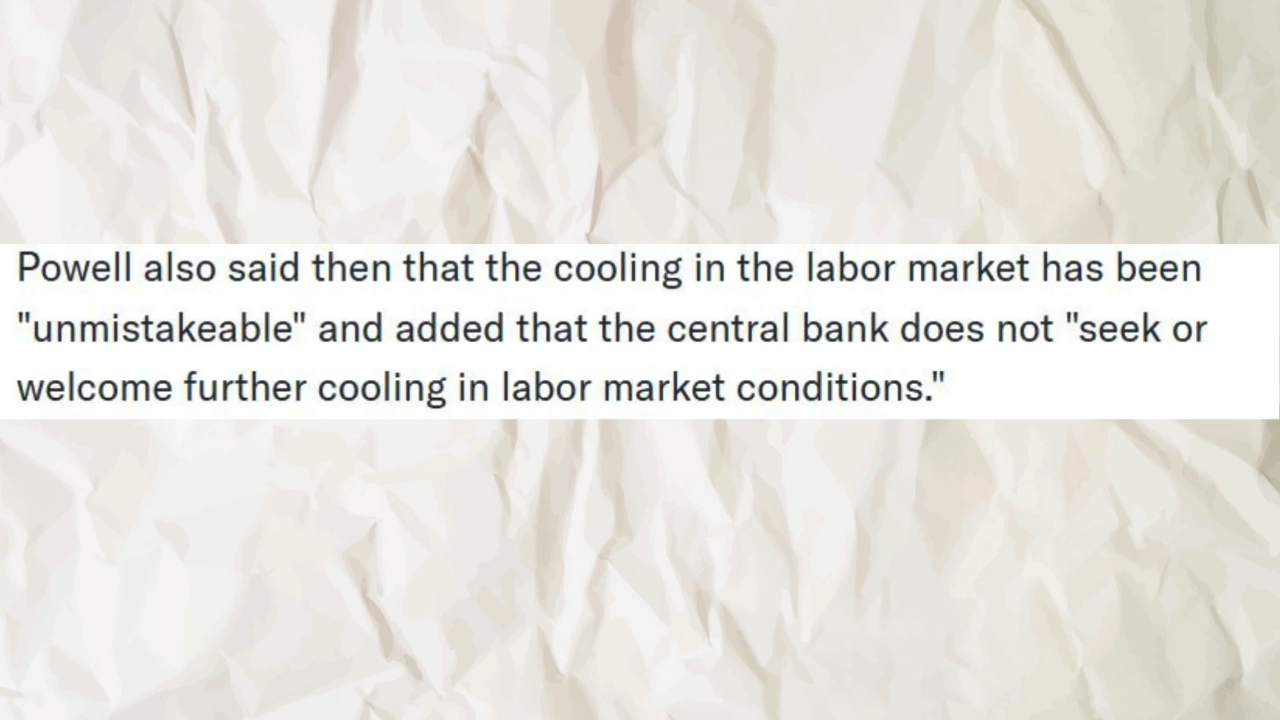 Powell also said then that the cooling in the labor market has been
"unmistakeable" and added that the central bank does not "seek or
welcome further cooling in labor market conditions."